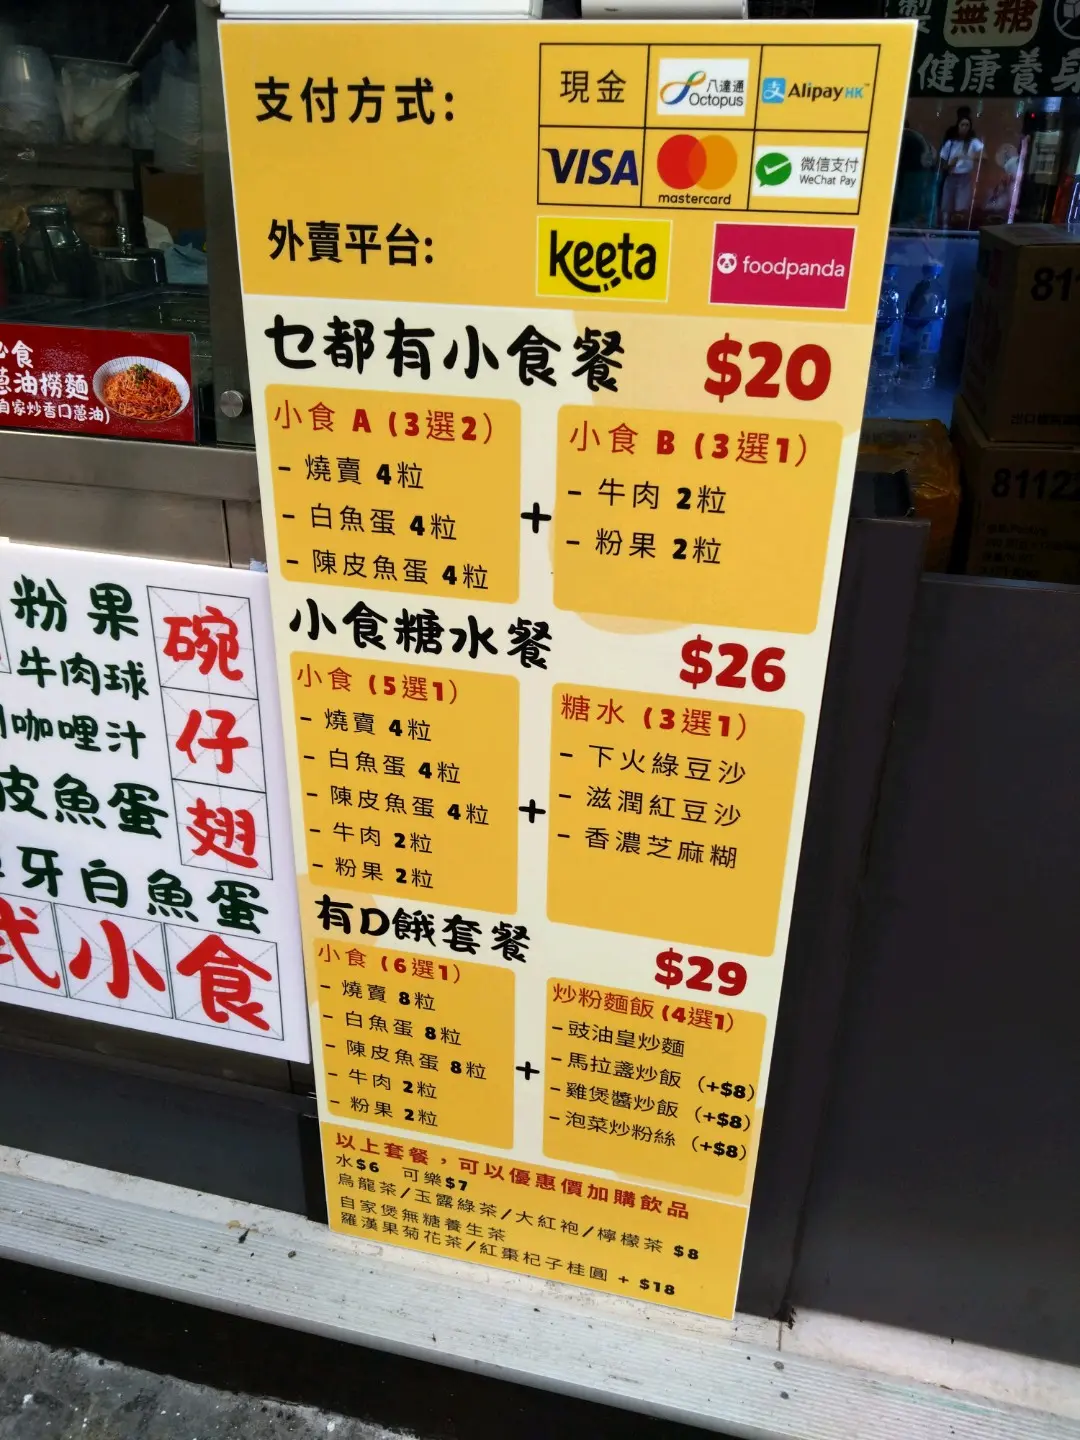 支付方式:
現金
八達通
Octopus
支 Alipay HK
VISA
mastercard
微信支付
WeChat Pay
外賣平台:
keeta
foodpanda
乜都有小食餐 $20
小食 A (3選2)
- 燒賣 4粒
- 白魚蛋 4粒
- 陳皮魚蛋 4粒
+
小食 B (3選1)
- 牛肉 2粒
- 粉果 2粒
小食糖水餐 $26
小食 (5選1)
- 燒賣 4粒
- 白魚蛋 4粒
- 陳皮魚蛋 4粒
- 牛肉 2粒
- 粉果 2粒
+
糖水 (3選1)
- 下火綠豆沙
- 滋潤紅豆沙
- 香濃芝麻糊
有D餓套餐 $29
小食 (6選1)
- 燒賣 8粒
- 白魚蛋 8粒
- 陳皮魚蛋 8粒
- 牛肉 2粒
- 粉果 2粒
+
炒粉麵飯 (4選1)
- 豉油皇炒麵
- 馬拉盞炒飯 (+$8)
- 雞煲醬炒飯 (+$8)
- 泡菜炒粉絲 (+$8)
以上套餐，可以優惠價加購飲品
水$6 可樂$7
烏龍茶/玉露綠茶/大紅袍/檸檬茶 $8
自家煲無糖養生茶
羅漢果菊花茶/紅棗杞子桂圓 + $18
食
油撈麵
自家炒香口蔥油)
粉果
牛肉球
咖哩汁
皮魚蛋
牙白魚蛋
碗仔翅
式小食
無糖
健康養身
811
8112